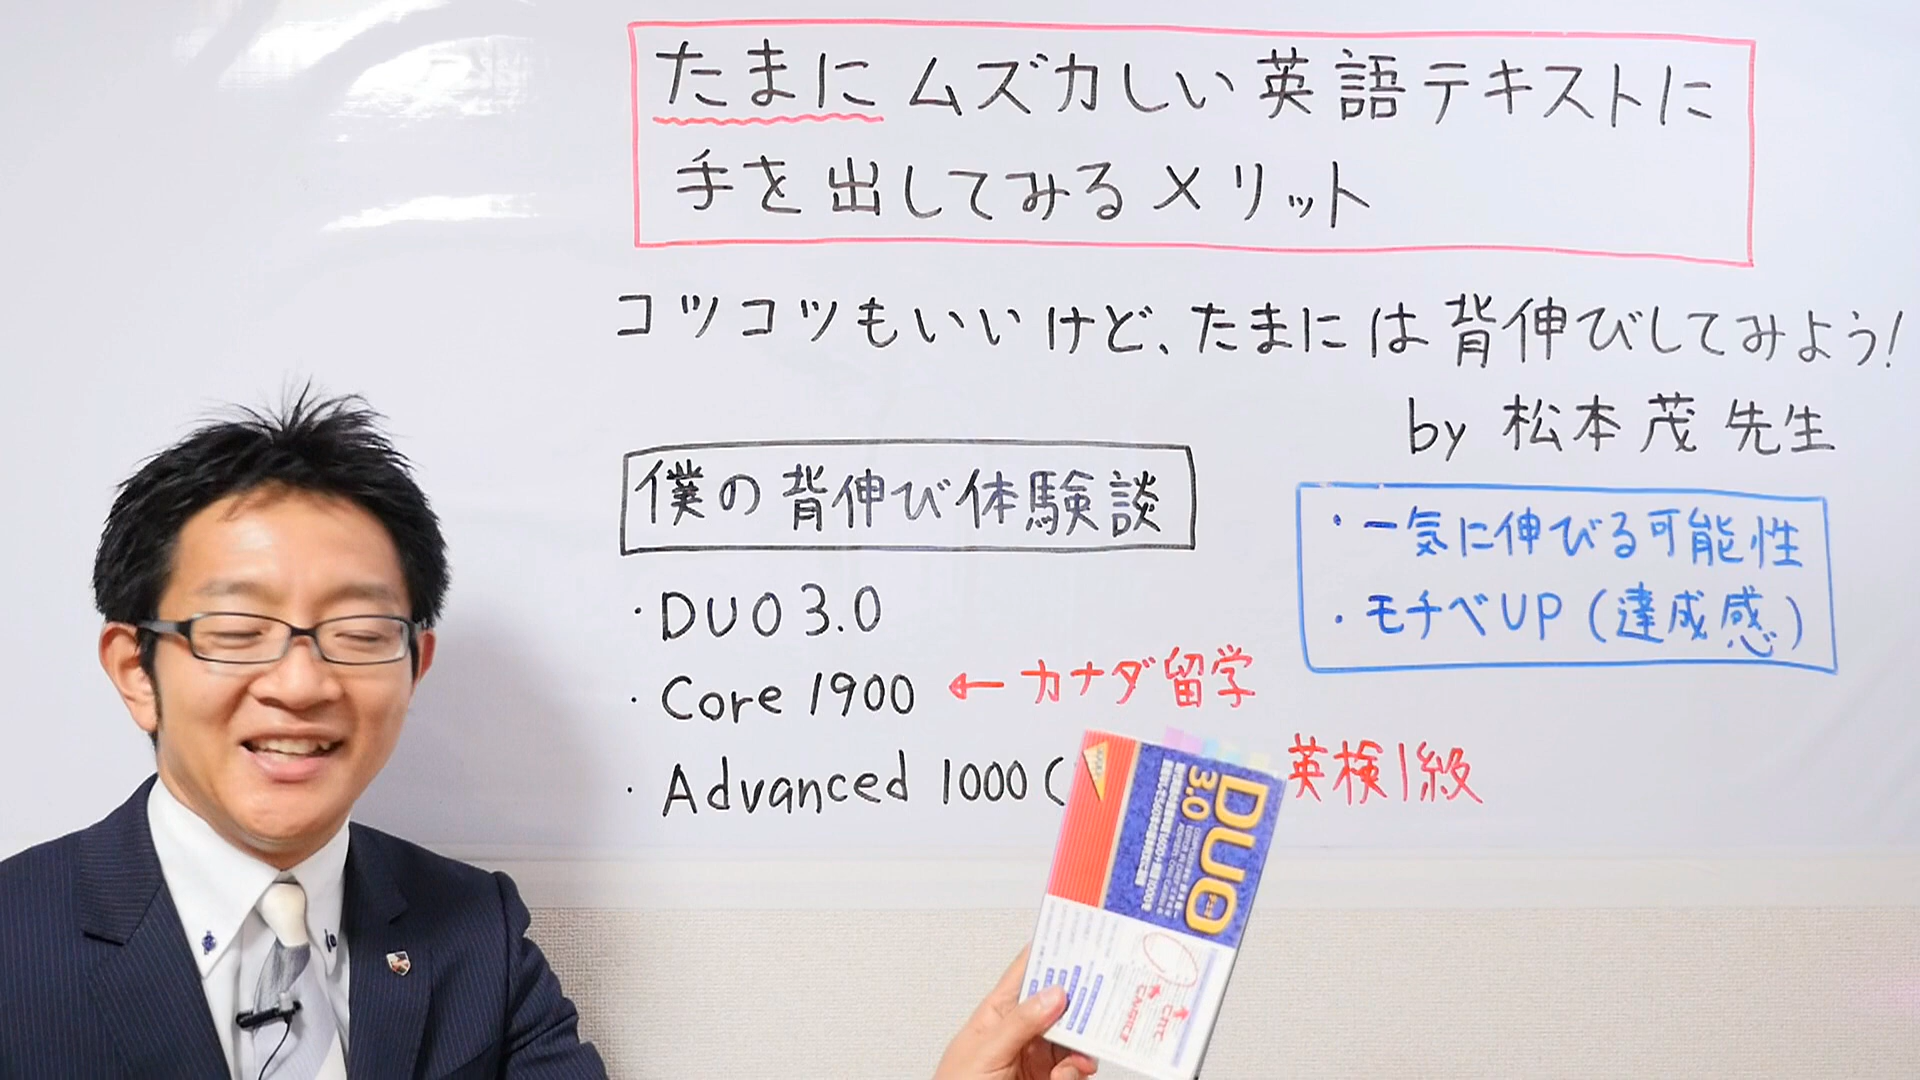 たまにムズカしい英語テキストに
手を出してみるメリット
コツコツもいいけど、たまには背伸びしてみよう！
by 松本茂先生
僕の背伸び体験談
・DUO 3.0
・Core 1900 ← カナダ留学
・Advanced 1000 (
英検1級
・一気に伸びる可能性
・モチベUP (達成感)
DUO
3.0